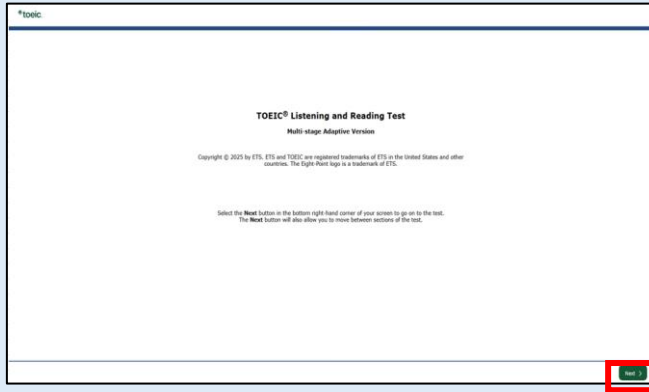 *toeic.
TOEIC® Listening and Reading Test
Multi-stage Adaptive Version
Copyright © 2025 by ETS. ETS and TOEIC are registered trademarks of ETS in the United States and other
countries. The Eight-Point logo is a trademark of ETS.
Select the Next button in the bottom right-hand corner of your screen to go on to the test.
The Next button will also allow you to move between sections of the test.
Next >